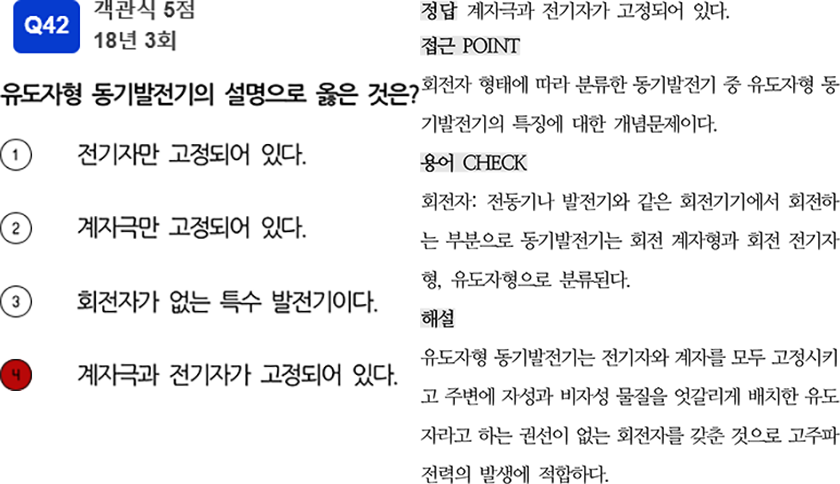 Q42
객관식 5점
18년 3회
유도자형 동기발전기의 설명으로 옳은 것은?
1 전기자만 고정되어 있다.
2 계자극만 고정되어 있다.
3 회전자가 없는 특수 발전기이다.
4 계자극과 전기자가 고정되어 있다.
정답 계자극과 전기자가 고정되어 있다.
접근 POINT
회전자 형태에 따라 분류한 동기발전기 중 유도자형 동
기발전기의 특징에 대한 개념문제이다.
용어 CHECK
회전자: 전동기나 발전기와 같은 회전기기에서 회전하
는 부분으로 동기발전기는 회전 계자형과 회전 전기자
형, 유도자형으로 분류된다.
해설
유도자형 동기발전기는 전기자와 계자를 모두 고정시키
고 주변에 자성과 비자성 물질을 엇갈리게 배치한 유도
자라고 하는 권선이 없는 회전자를 갖춘 것으로 고주파
전력의 발생에 적합하다.